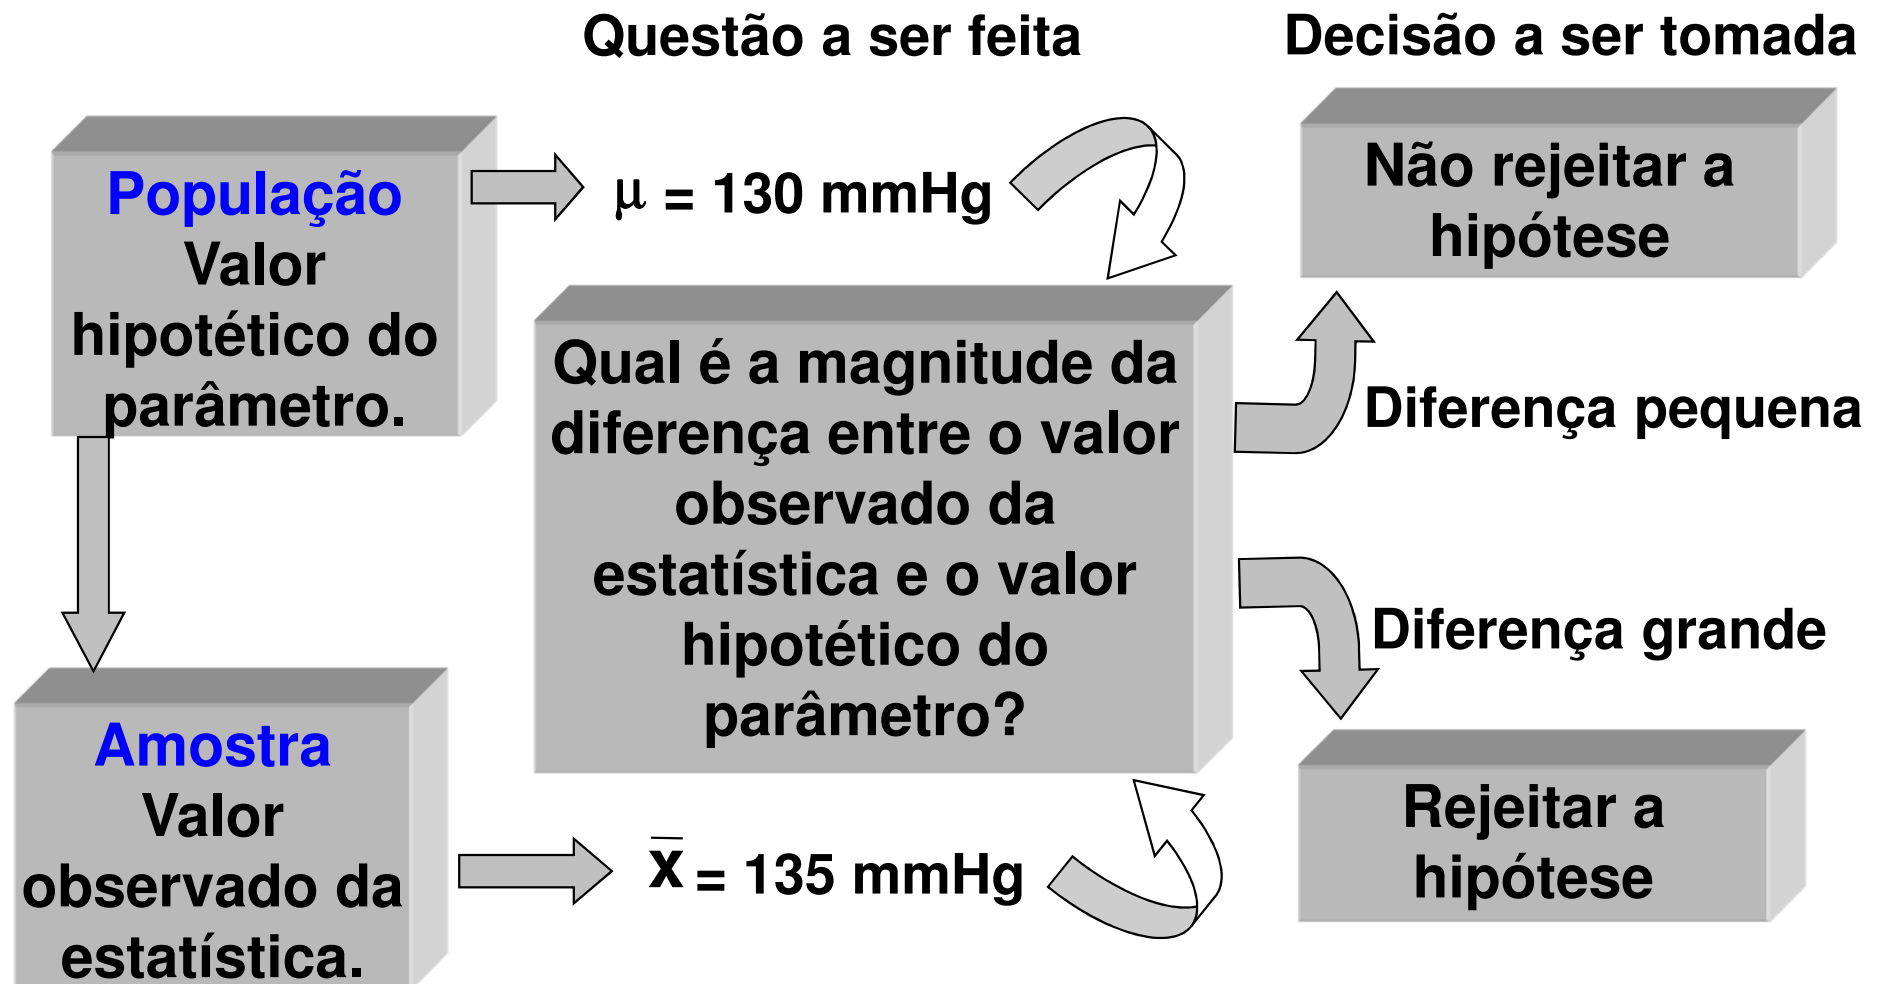 Questão a ser feita
Decisão a ser tomada
População
Valor
hipotético do
parâmetro.
μ = 130 mmHg
Não rejeitar a
hipótese
Qual é a magnitude da
diferença entre o valor
observado da
estatística e o valor
hipotético do
parâmetro?
Diferença pequena
Diferença grande
Amostra
Valor
observado da
estatística.
x̅ = 135 mmHg
Rejeitar a
hipótese